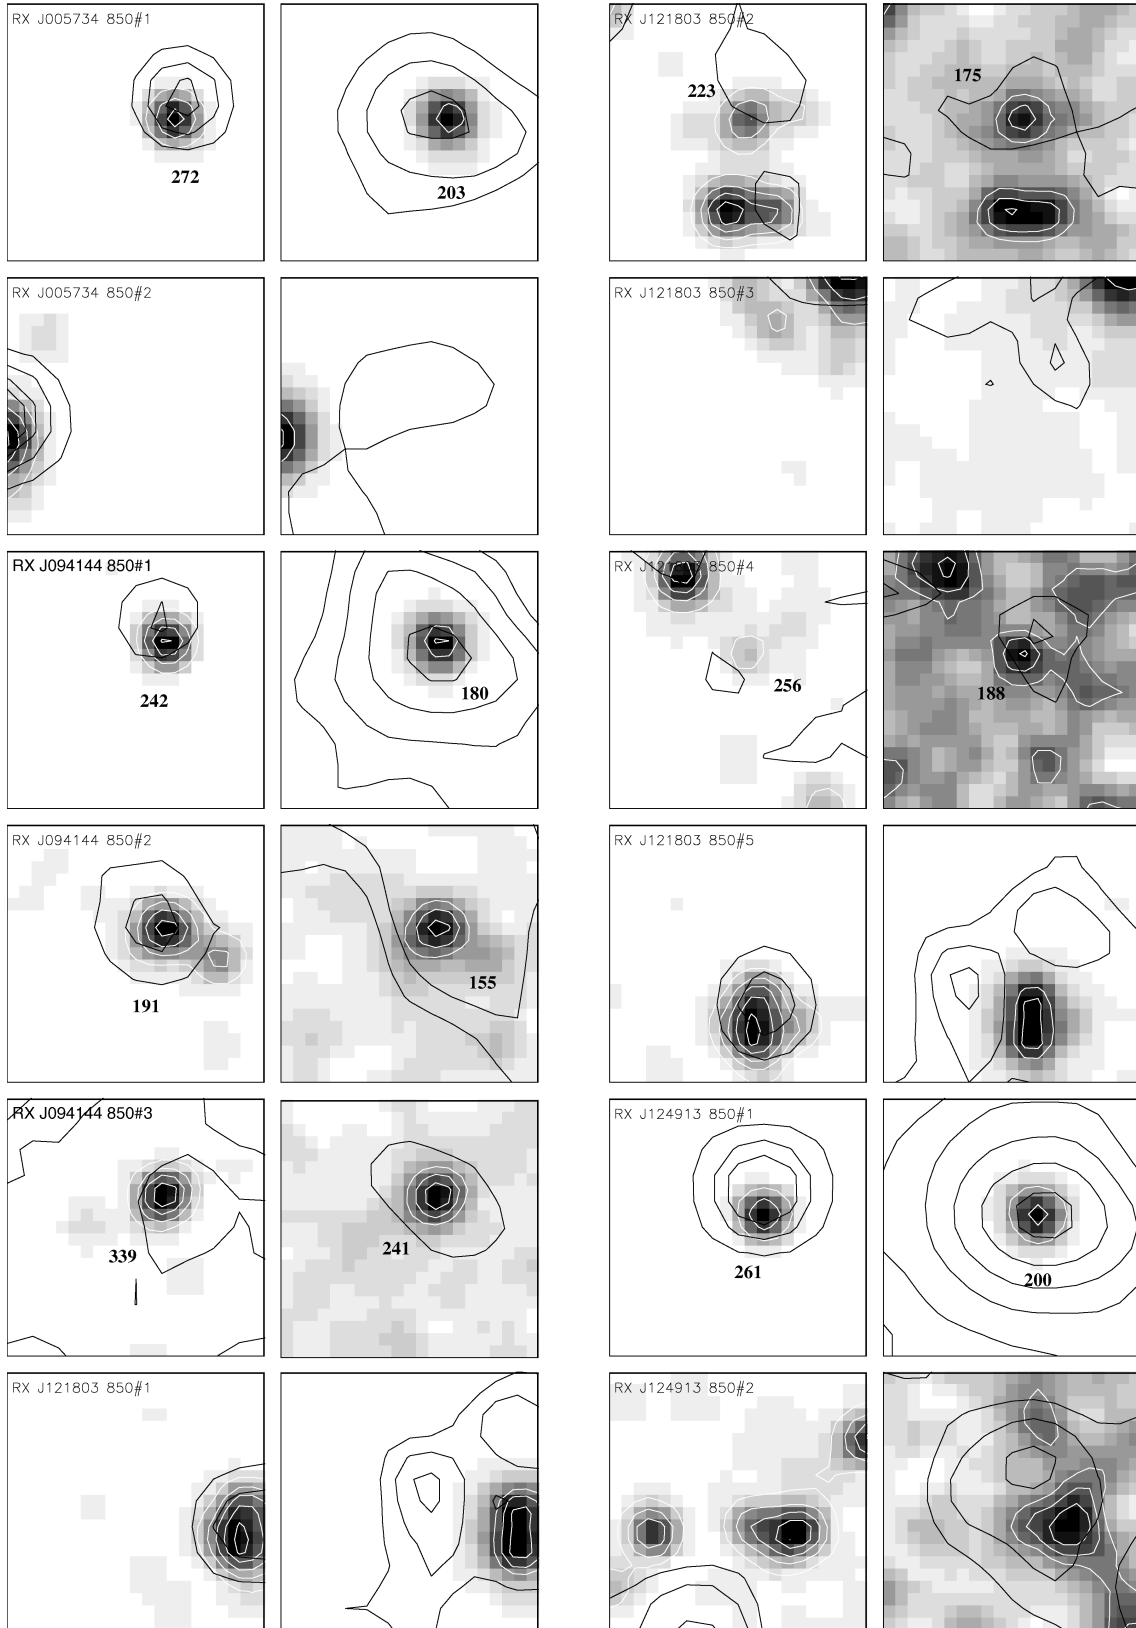 RX J005734 850#1
272
203
RX J121803 850#2
223
175
RX J005734 850#2
RX J121803 850#3
RX J094144 850#1
242
180
RX J121803 850#4
256
188
RX J094144 850#2
191
155
RX J121803 850#5
RX J094144 850#3
339
241
RX J124913 850#1
261
200
RX J121803 850#1
RX J124913 850#2